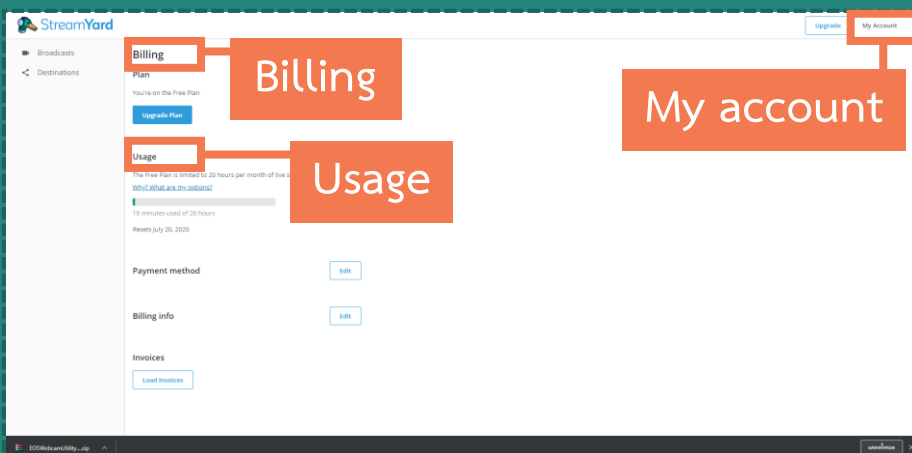 StreamYard
Upgrade
My Account
Broadcasts
Destinations
Billing
Billing
My account
Plan
You're on the Free Plan
Upgrade Plan
Usage
Usage
The Free Plan is limited to 20 hours per month of live s
Why? What are my options?
18 minutes used of 20 hours
Resets July 20, 2020
Payment method
Edit
Billing info
Edit
Invoices
Load Invoices
EOSWebcamUtility....zip